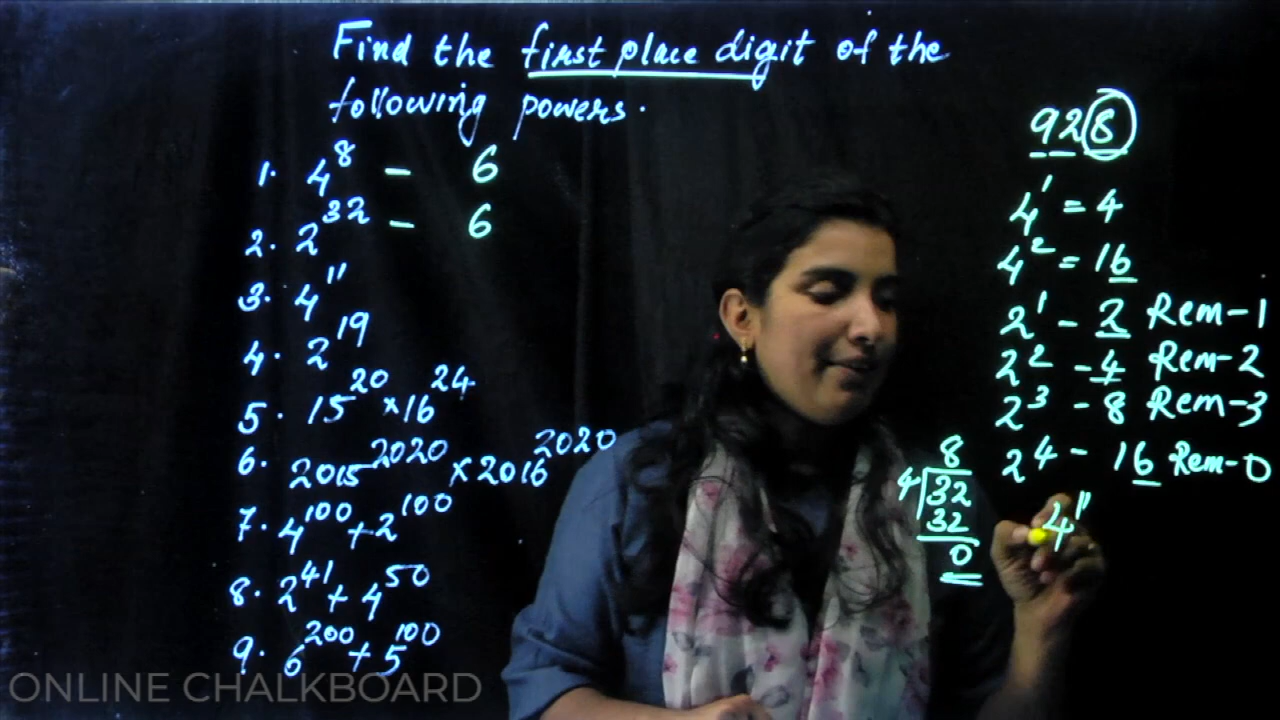 Find the first place digit of the
following powers.
1. 4^8 - 6
2. 2^32 - 6
3. 4^11
4. 2^19
5. 15^20 × 16^24
6. 2015^2020 × 2016^2020
7. 4^100 + 2^100
8. 2^41 + 4^50
9. 6^200 + 5^100
928
4^1 = 4
4^2 = 16
2^1 - 2 Rem-1
2^2 - 4 Rem-2
2^3 - 8 Rem-3
2^4 - 16 Rem-0
8
4 32
32
0
4^11
ONLINE CHALKBOARD